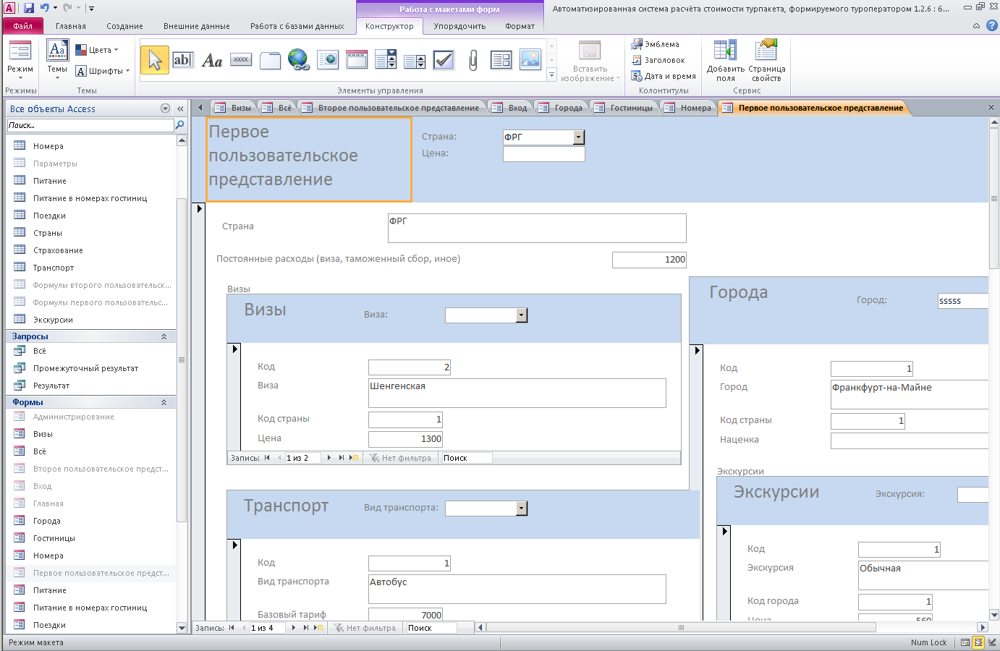 Работа с макетами форм
Автоматизированная система расчёта стоимости турпакета, формируемого туроператором 1.2.6 : 6...
Файл
Главная
Создание
Внешние данные
Работа с базами данных
Конструктор
Упорядочить
Формат
Режим
Темы
Цвета
Шрифты
ab|
Aa
xxxx
Вставить
изображение
Эмблема
Заголовок
Дата и время
Добавить
поля
Страница
свойств
Режимы
Темы
Элементы управления
Колонтитулы
Сервис
Все объекты Access
Поиск...
Номера
Параметры
Питание
Питание в номерах гостиниц
Поездки
Страны
Страхование
Транспорт
Формулы второго пользовательск...
Формулы первого пользовательс...
Экскурсии
Запросы
Всё
Промежуточный результат
Результат
Формы
Администрирование
Визы
Всё
Второе пользовательское предст...
Вход
Главная
Города
Гостиницы
Номера
Первое пользовательское предст...
Питание
Питание в номерах гостиниц
Поездки
Визы
Всё
Второе пользовательское представление
Вход
Города
Гостиницы
Номера
Первое пользовательское представление
Первое
пользовательское
представление
Страна:
ФРГ
Цена:
Страна
ФРГ
Постоянные расходы (виза, таможенный сбор, иное)
1200
Визы
Визы
Виза:
Код
2
Виза
Шенгенская
Код страны
1
Цена
1300
Запись:
1 из 2
Нет фильтра
Поиск
Транспорт
Вид транспорта:
Код
1
Вид транспорта
Автобус
Базовый тариф
7000
Города
Город:
sssss
Код
1
Город
Франкфурт-на-Майне
Код страны
1
Наценка
Экскурсии
Экскурсии
Экскурсия:
Код
1
Экскурсия
Обычная
Код города
1
Цена
560
Запись:
1 из 4
Нет фильтра
Поиск
Режим макета
Num Lock